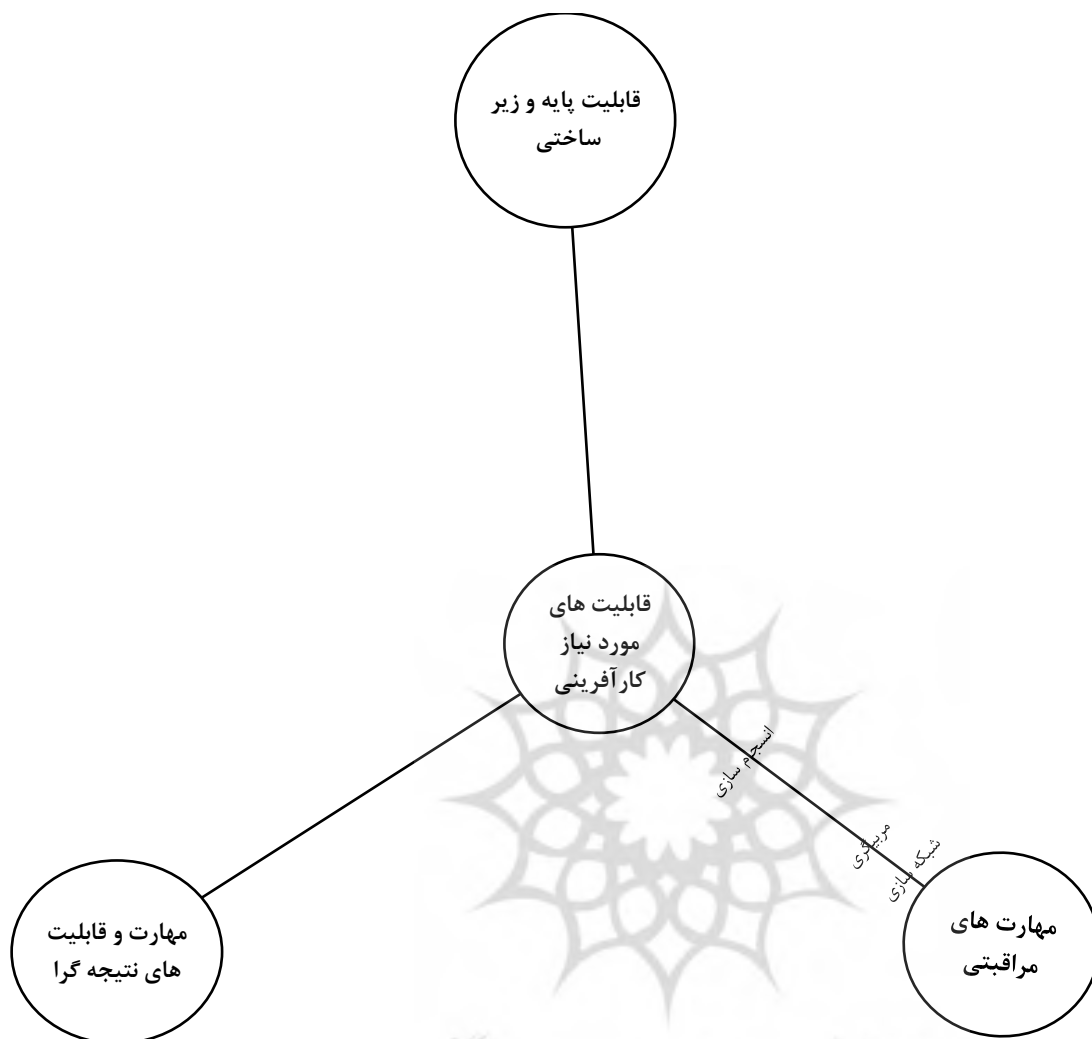 قابلیت پایه و زیر
ساختی
قابلیت های
مورد نیاز
کارآفرینی
انسجام سازی
مربیگری
شبکه سازی
مهارت و قابلیت
های نتیجه گرا
مهارت های
مراقبتی